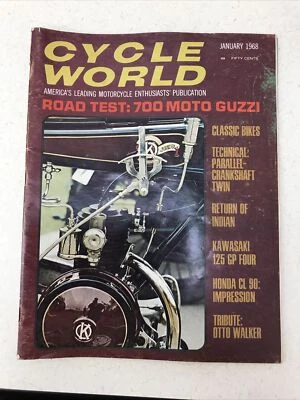 CYCLE
WORLD
JANUARY 1968
FIFTY CENTS
AMERICA'S LEADING MOTORCYCLE ENTHUSIASTS' PUBLICATION
ROAD TEST: 700 MOTO GUZZI
CLASSIC BIKES
TECHNICAL:
PARALLEL-
CRANKSHAFT
TWIN
RETURN OF
INDIAN
KAWASAKI
125 GP FOUR
HONDA CL 90:
IMPRESSION
TRIBUTE:
OTTO WALKER